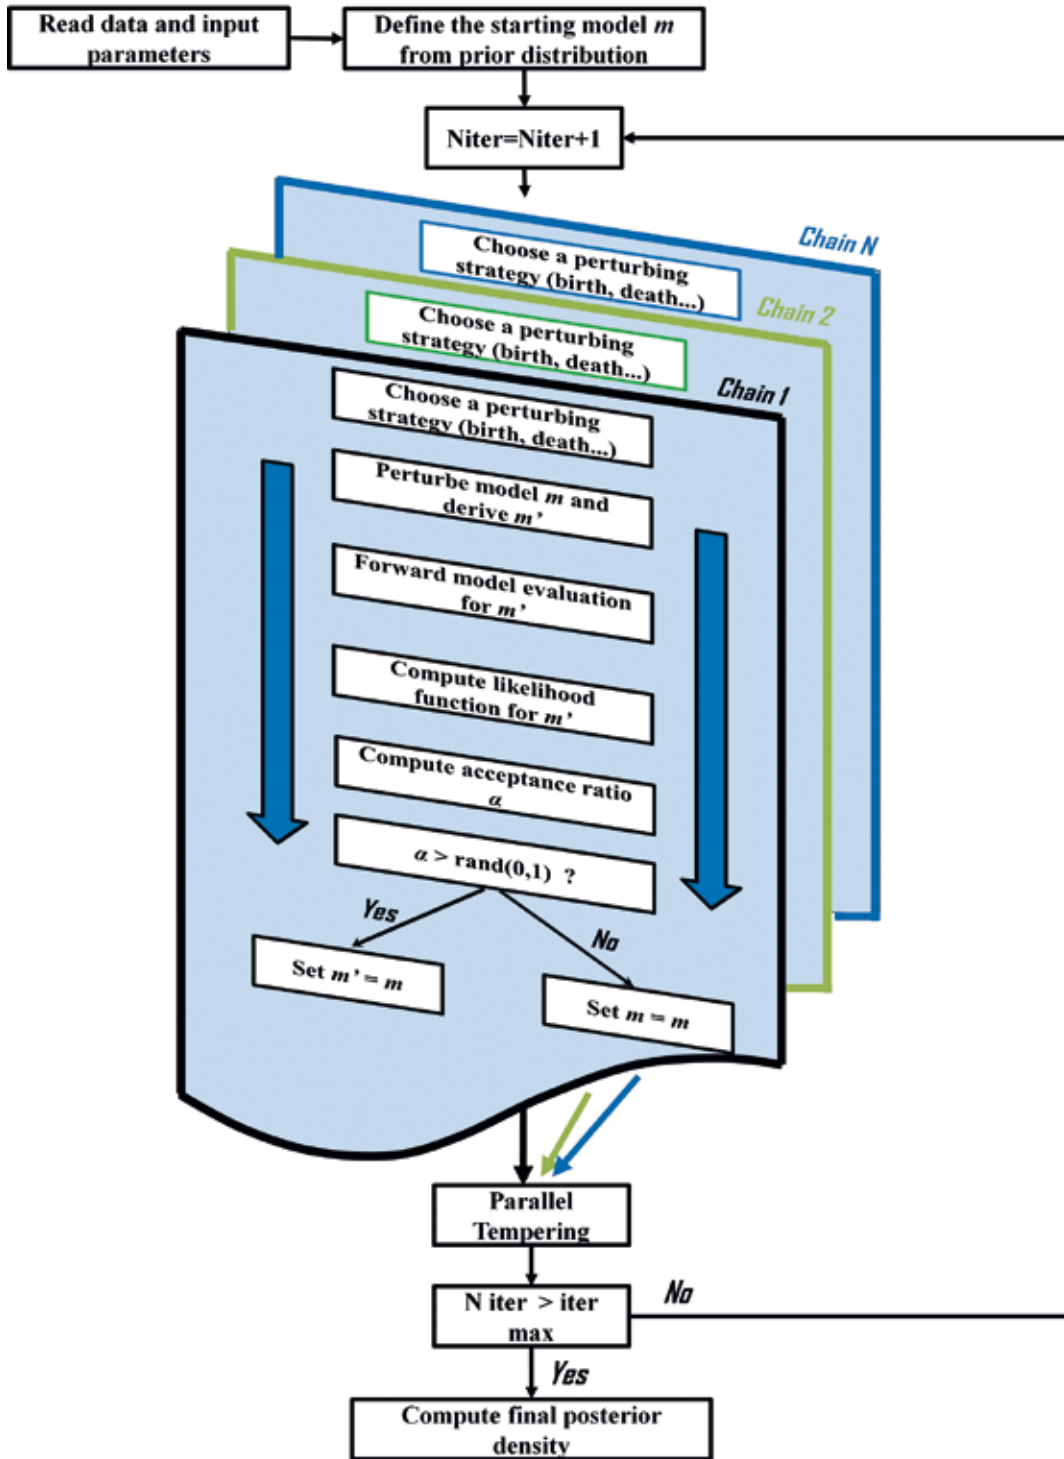 Read data and input
parameters
Define the starting model m
from prior distribution
Niter=Niter+1
Chain N
Choose a perturbing
strategy (birth, death...)
Chain 2
Choose a perturbing
strategy (birth, death...)
Chain 1
Choose a perturbing
strategy (birth, death...)
Perturbe model m and
derive m’
Forward model evaluation
for m’
Compute likelihood
function for m’
Compute acceptance ratio
α
α > rand(0,1) ?
Yes
No
Set m’ = m
Set m = m
Parallel
Tempering
N iter > iter
max
No
Yes
Compute final posterior
density